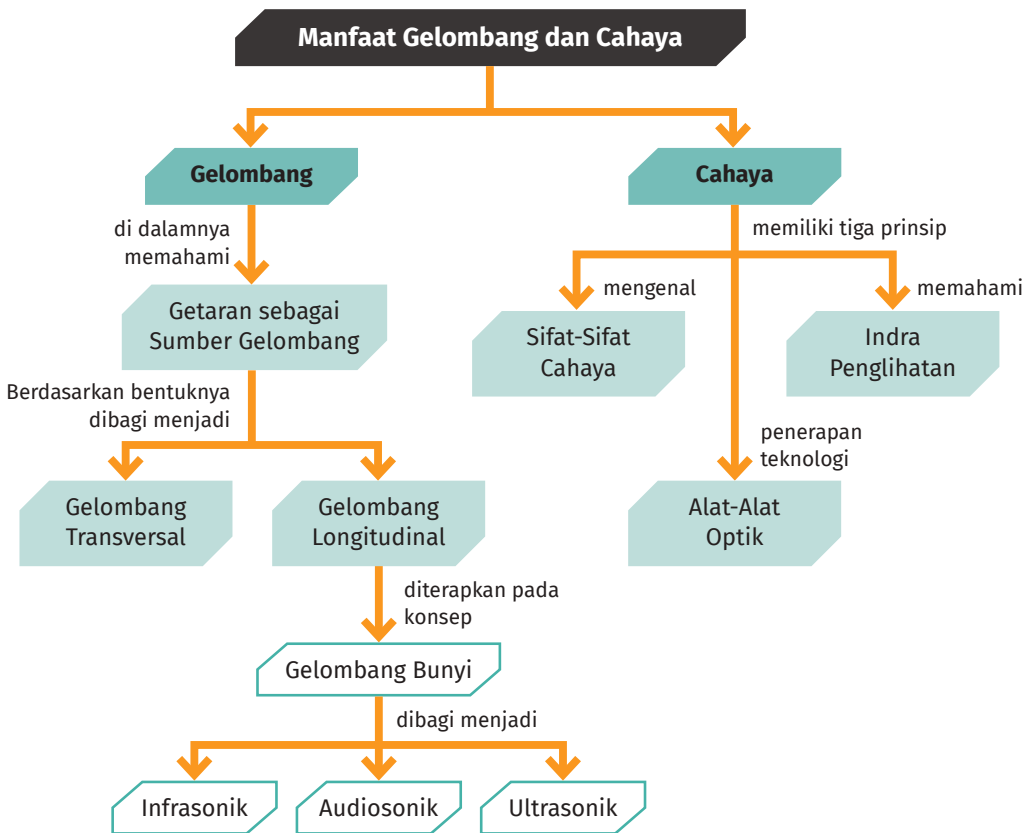 Manfaat Gelombang dan Cahaya
Gelombang
Cahaya
di dalamnya
memahami
memiliki tiga prinsip
mengenal
memahami
Getaran sebagai
Sumber Gelombang
Sifat-Sifat
Cahaya
Indra
Penglihatan
Berdasarkan bentuknya
dibagi menjadi
penerapan
teknologi
Gelombang
Transversal
Gelombang
Longitudinal
Alat-Alat
Optik
diterapkan pada
konsep
Gelombang Bunyi
dibagi menjadi
Infrasonik
Audiosonik
Ultrasonik